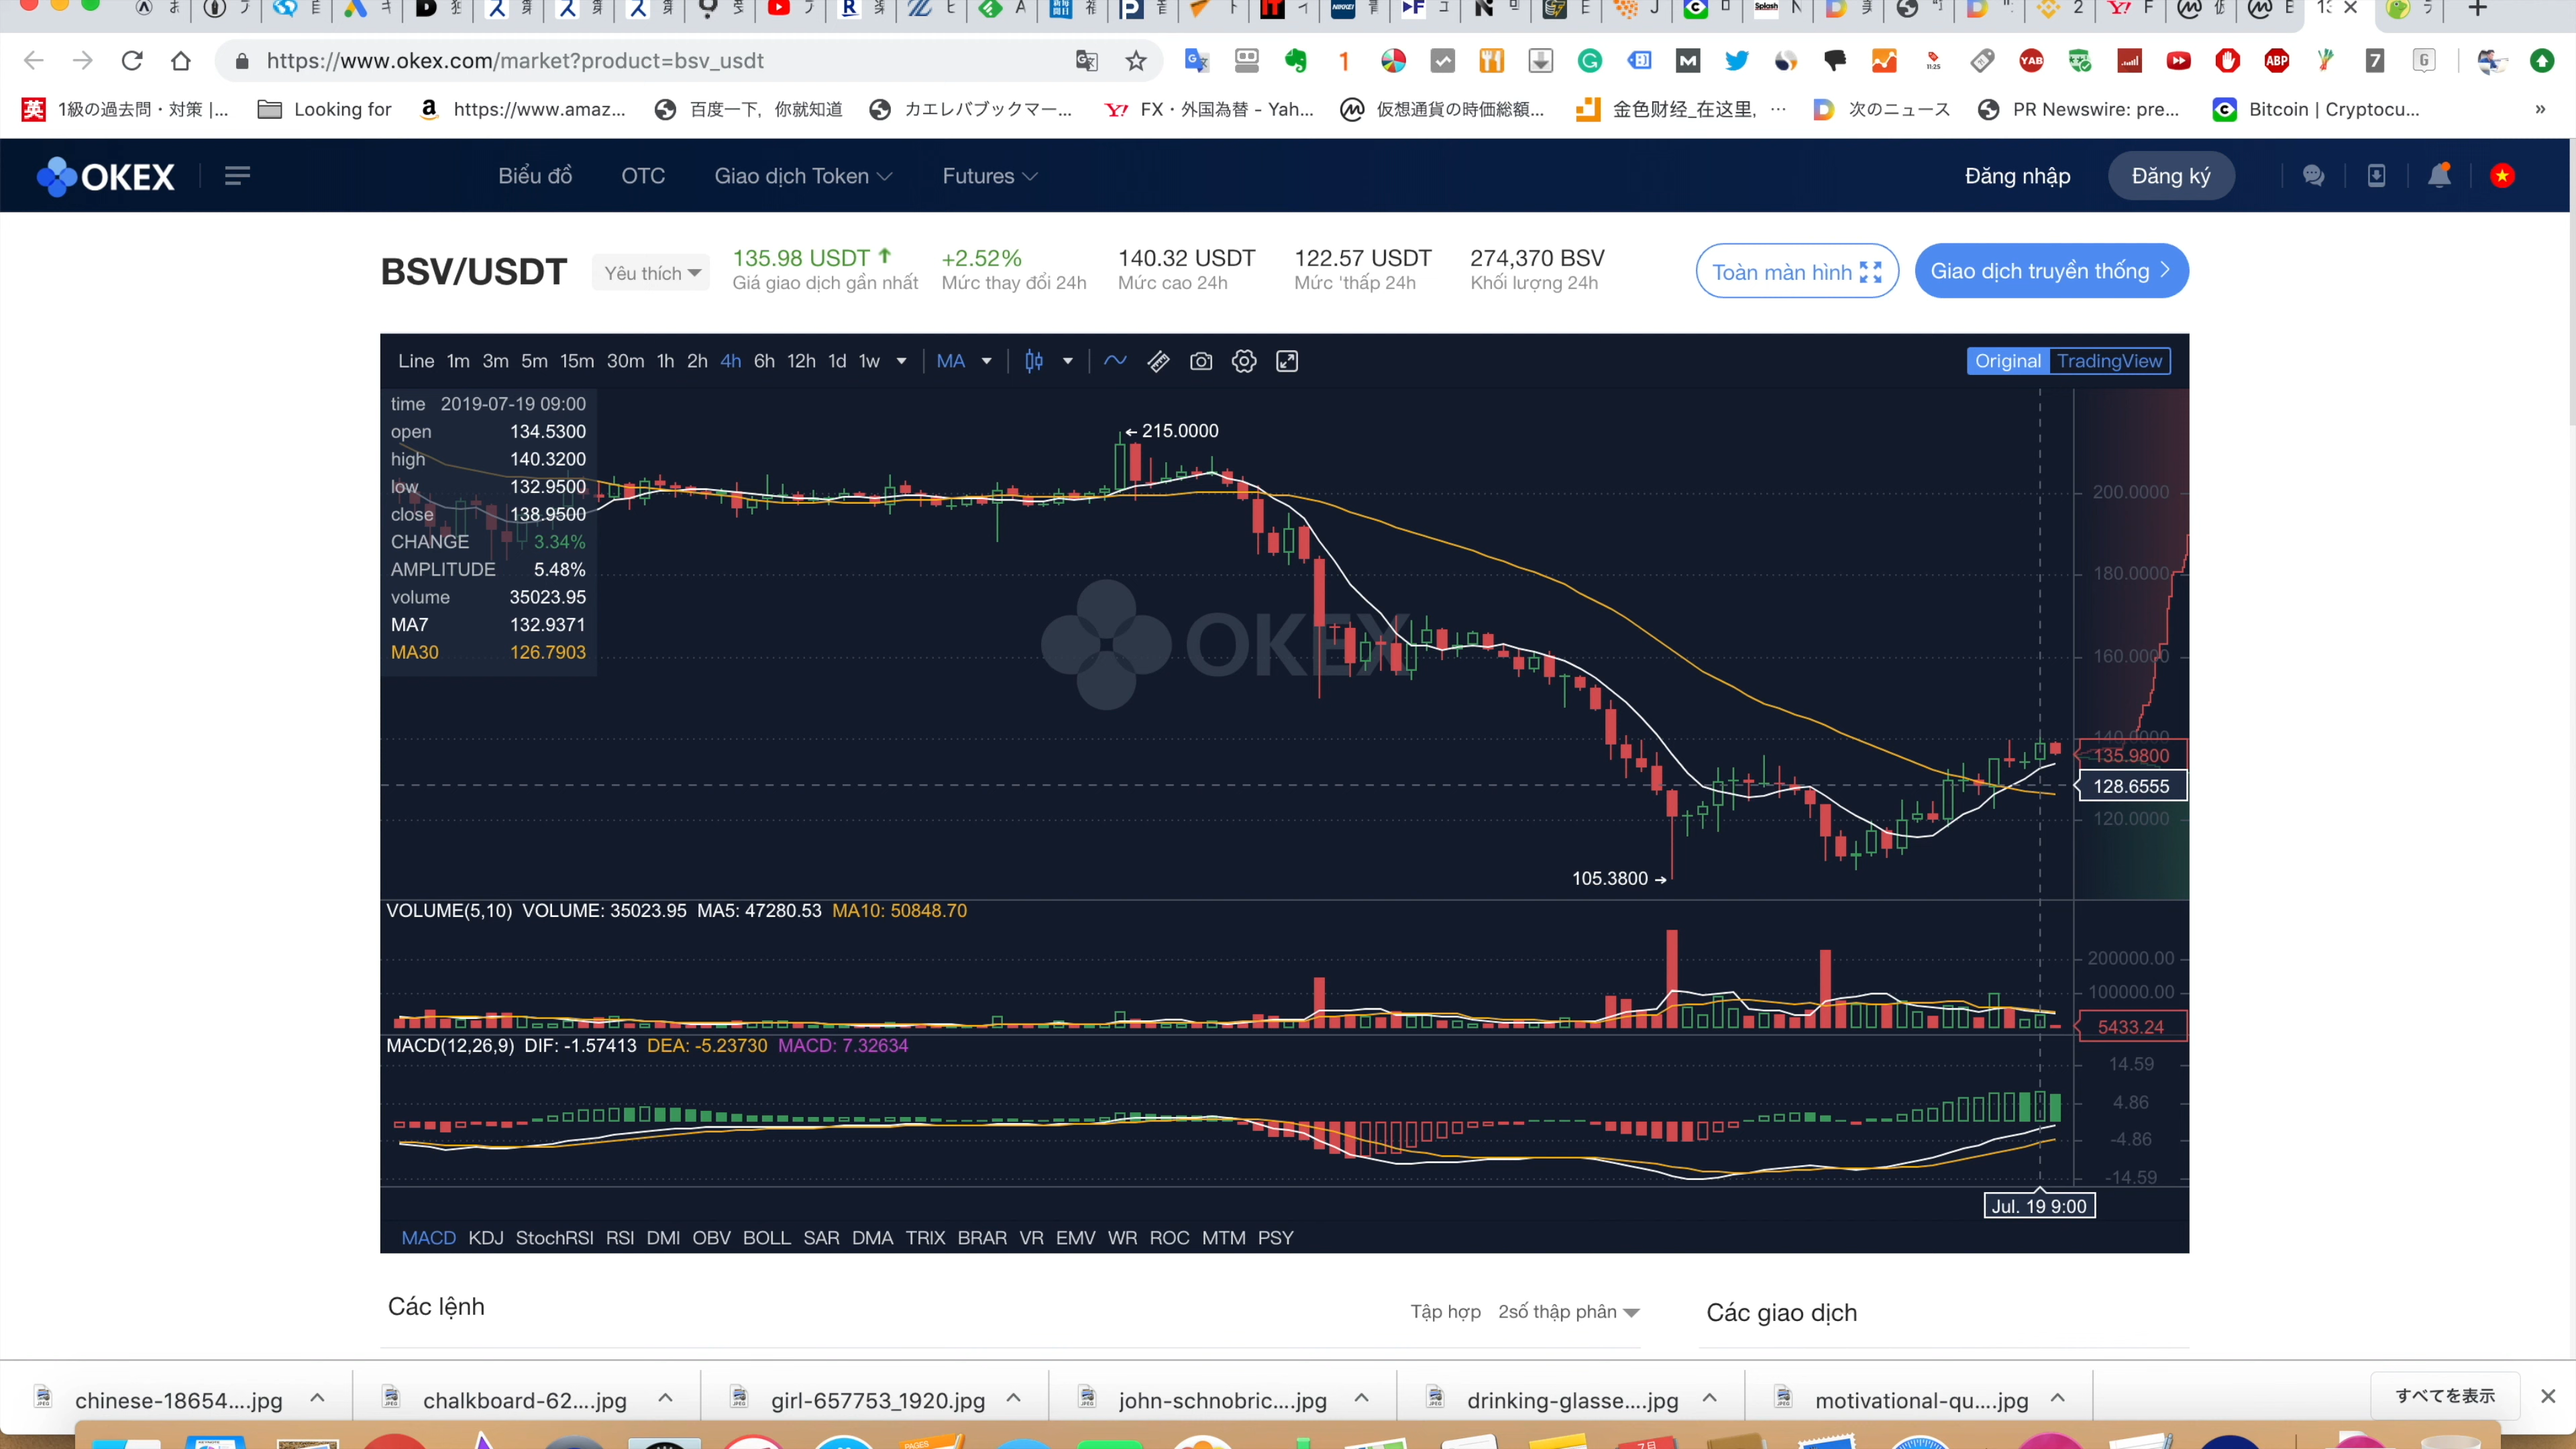 https://www.okex.com/market?product=bsv_usdt
1級の過去問・対策 |...
Looking for
https://www.amaz...
百度一下，你就知道
カエレバブックマー...
FX・外国為替 - Yah...
仮想通貨の時価総額...
金色财经_在这里, ...
次のニュース
PR Newswire: pre...
Bitcoin | Cryptocu...
»
OKEX
Biểu đồ
OTC
Giao dịch Token
Futures
Đăng nhập
Đăng ký
BSV/USDT
Yêu thích
135.98 USDT
Giá giao dịch gần nhất
+2.52%
Mức thay đổi 24h
140.32 USDT
Mức cao 24h
122.57 USDT
Mức 'thấp 24h
274,370 BSV
Khối lượng 24h
Toàn màn hình
Giao dịch truyền thống
Line 1m 3m 5m 15m 30m 1h 2h 4h 6h 12h 1d 1w MA
Original TradingView
time 2019-07-19 09:00
open 134.5300
high 140.3200
low 132.9500
close 138.9500
CHANGE 3.34%
AMPLITUDE 5.48%
volume 35023.95
MA7 132.9371
MA30 126.7903
215.0000
OKEX
105.3800
200.0000
180.0000
160.0000
140.0000
135.9800
128.6555
120.0000
VOLUME(5,10) VOLUME: 35023.95 MA5: 47280.53 MA10: 50848.70
200000.00
100000.00
5433.24
MACD(12,26,9) DIF: -1.57413 DEA: -5.23730 MACD: 7.32634
14.59
4.86
-4.86
-14.59
Jul. 19 9:00
MACD KDJ StochRSI RSI DMI OBV BOLL SAR DMA TRIX BRAR VR EMV WR ROC MTM PSY
Các lệnh
Tập hợp 2số thập phân
Các giao dịch
chinese-18654....jpg
chalkboard-62....jpg
girl-657753_1920.jpg
john-schnobric....jpg
drinking-glasse....jpg
motivational-qu....jpg
すべてを表示